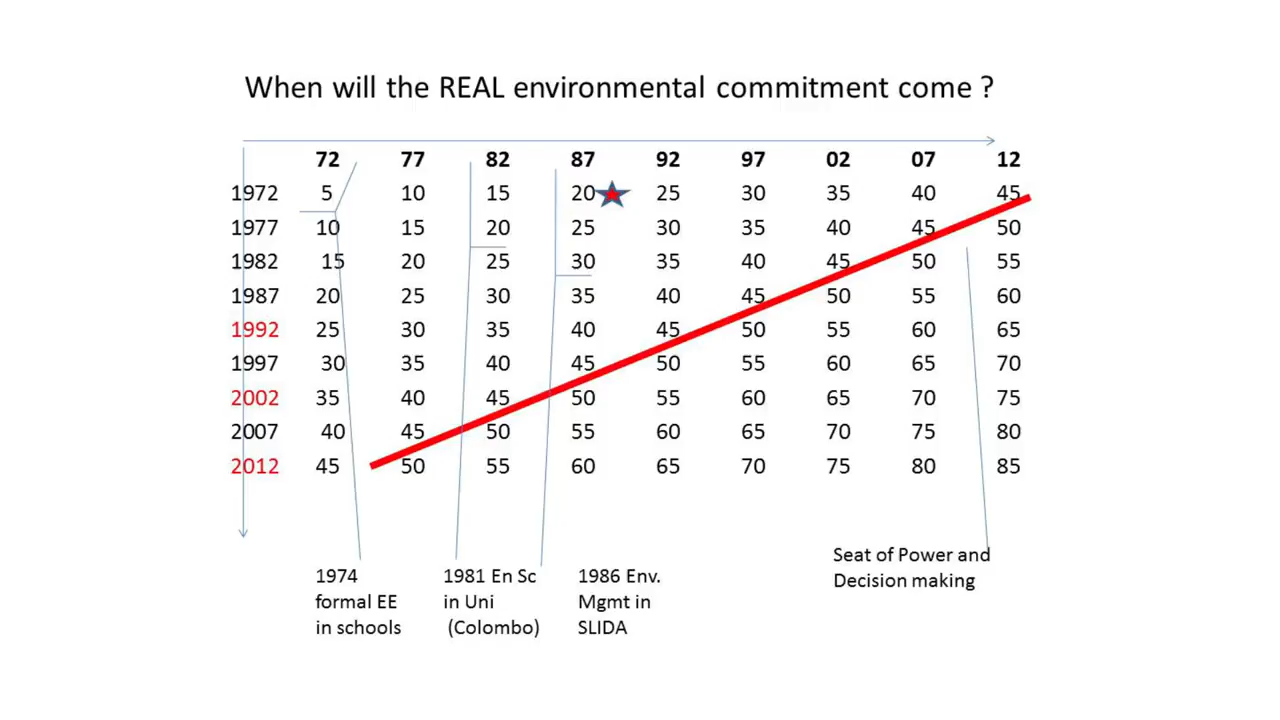 When will the REAL environmental commitment come ?
72 77 82 87 92 97 02 07 12
1972 5 10 15 20 25 30 35 40 45
1977 10 15 20 25 30 35 40 45 50
1982 15 20 25 30 35 40 45 50 55
1987 20 25 30 35 40 45 50 55 60
1992 25 30 35 40 45 50 55 60 65
1997 30 35 40 45 50 55 60 65 70
2002 35 40 45 50 55 60 65 70 75
2007 40 45 50 55 60 65 70 75 80
2012 45 50 55 60 65 70 75 80 85
1974
formal EE
in schools
1981 En Sc
in Uni
(Colombo)
1986 Env.
Mgmt in
SLIDA
Seat of Power and
Decision making